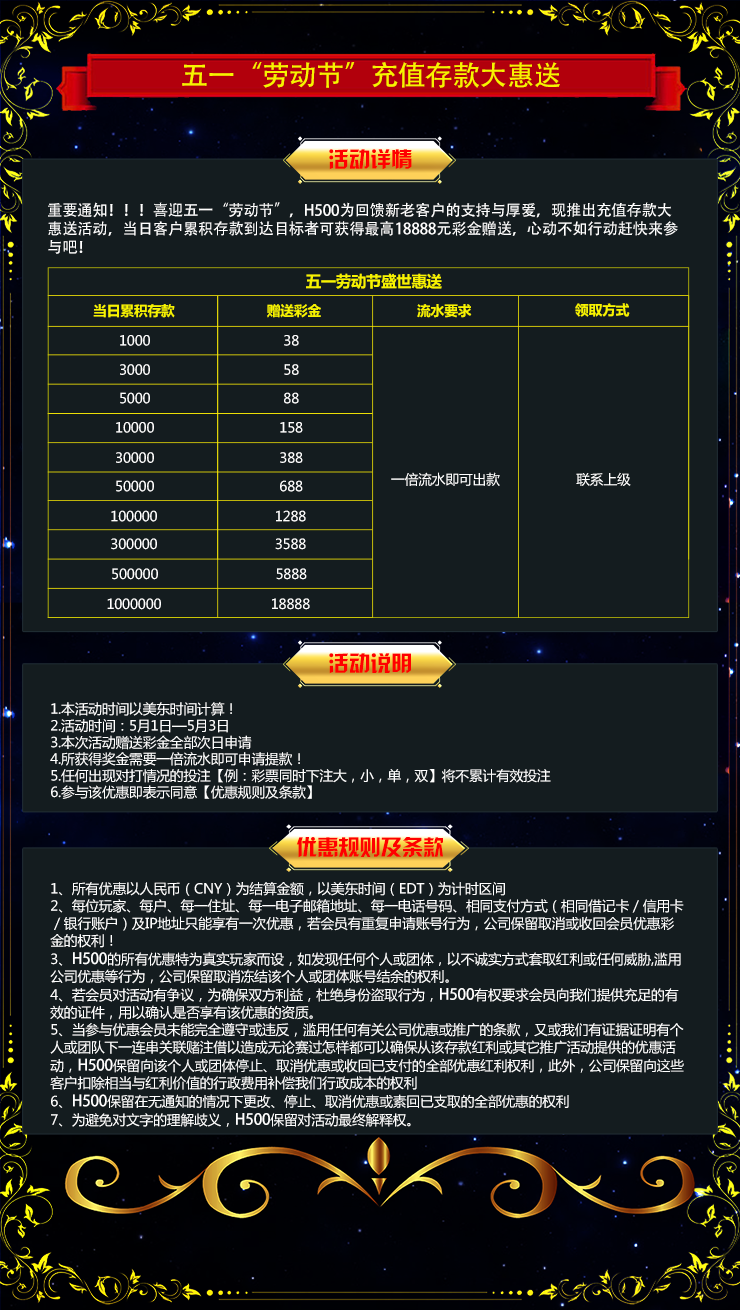 五一“劳动节”充值存款大惠送
活动详情
重要通知！！！喜迎五一“劳动节”，H500为回馈新老客户的支持与厚爱，现推出充值存款大
惠送活动，当日客户累积存款到达目标者可获得最高18888元彩金赠送，心动不如行动赶快来参
与吧！
五一劳动节盛世惠送
当日累积存款 赠送彩金 流水要求 领取方式
1000 38
3000 58
5000 88
10000 158
30000 388
50000 688
一倍流水即可出款 联系上级
100000 1288
300000 3588
500000 5888
1000000 18888
活动说明
1.本活动时间以美东时间计算！
2.活动时间：5月1日—5月3日
3.本次活动赠送彩金全部次日申请
4.所获得奖金需要一倍流水即可申请提款！
5.任何出现对打情况的投注【例：彩票同时下注大，小，单，双】将不累计有效投注
6.参与该优惠即表示同意【优惠规则及条款】
优惠规则及条款
1、所有优惠以人民币（CNY）为结算金额，以美东时间（EDT）为计时区间
2、每位玩家、每户、每一住址、每一电子邮箱地址、每一电话号码、相同支付方式（相同借记卡／信用卡
／银行账户）及IP地址只能享有一次优惠，若会员有重复申请账号行为，公司保留取消或收回会员优惠彩
金的权利！
3、H500的所有优惠特为真实玩家而设，如发现任何个人或团体，以不诚实方式套取红利或任何威胁,滥用
公司优惠等行为，公司保留取消冻结该个人或团体账号结余的权利。
4、若会员对活动有争议，为确保双方利益，杜绝身份盗取行为，H500有权要求会员向我们提供充足的有
效的证件，用以确认是否享有该优惠的资质。
5、当参与优惠会员未能完全遵守或违反，滥用任何有关公司优惠或推广的条款，又或我们有证据证明有个
人或团队下一连串关联赌注借以造成无论赛过怎样都可以确保从该存款红利或其它推广活动提供的优惠活
动，H500保留向该个人或团体停止、取消优惠或收回已支付的全部优惠红利权利，此外，公司保留向这些
客户扣除相当与红利价值的行政费用补偿我们行政成本的权利
6、H500保留在无通知的情况下更改、停止、取消优惠或素回已支取的全部优惠的权利
7、为避免对文字的理解歧义，H500保留对活动最终解释权。